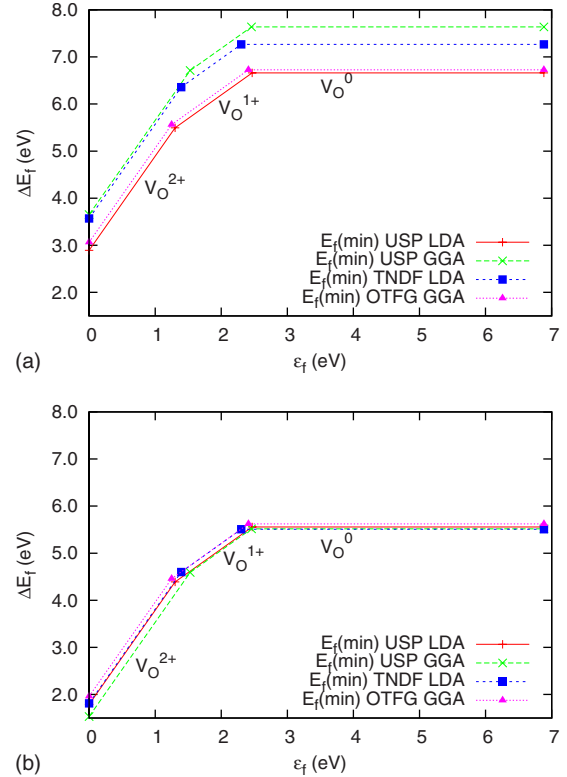 8.0
7.0
6.0
5.0
4.0
3.0
2.0
ΔE_f (eV)
V_O^0
V_O^1+
V_O^2+
E_f(min) USP LDA
E_f(min) USP GGA
E_f(min) TNDF LDA
E_f(min) OTFG GGA
0 1 2 3 4 5 6 7
(a)
ε_f (eV)
8.0
7.0
6.0
5.0
4.0
3.0
2.0
ΔE_f (eV)
V_O^0
V_O^1+
V_O^2+
E_f(min) USP LDA
E_f(min) USP GGA
E_f(min) TNDF LDA
E_f(min) OTFG GGA
0 1 2 3 4 5 6 7
(b)
ε_f (eV)